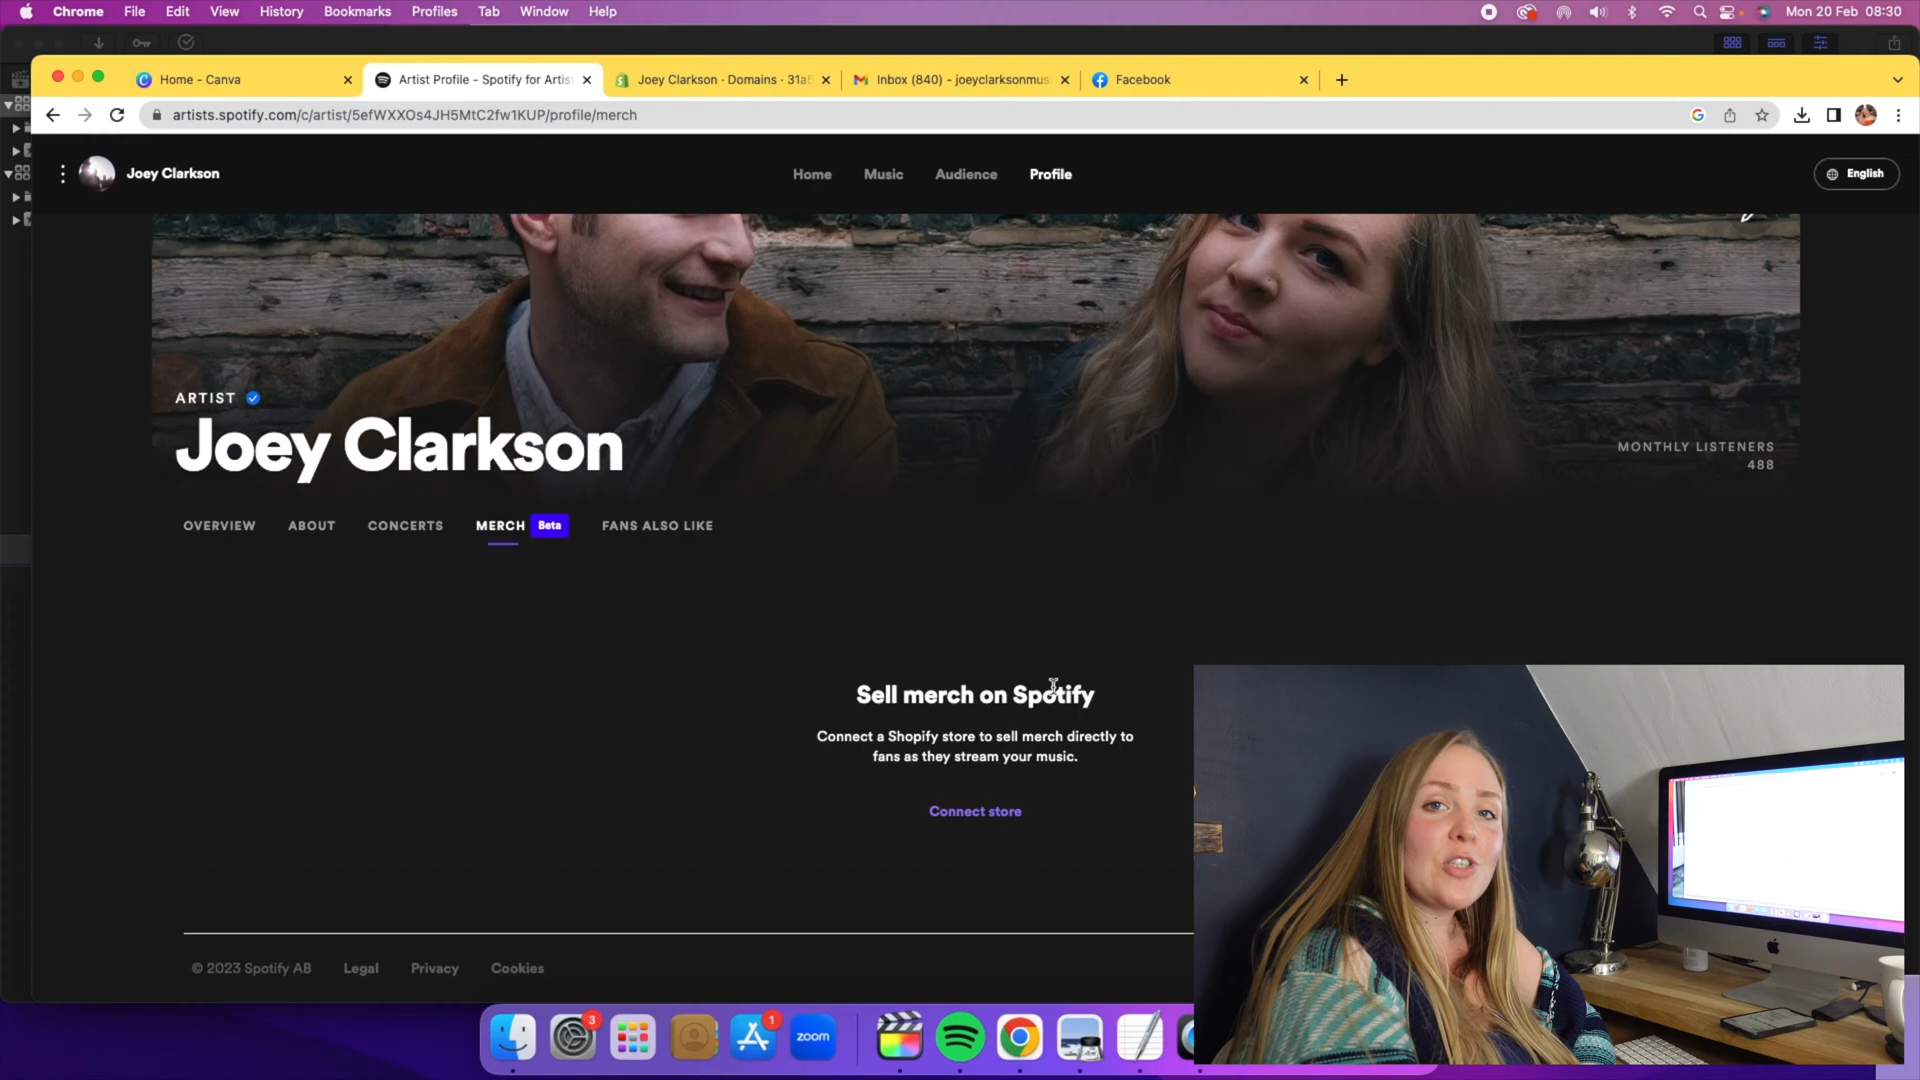 Chrome File Edit View History Bookmarks Profiles Tab Window Help
Mon 20 Feb 08:30
Home - Canva
Artist Profile - Spotify for Artis
Joey Clarkson · Domains · 31a
Inbox (840) - joeyclarksonmus
Facebook
artists.spotify.com/c/artist/5efWXXOs4JH5MtC2fw1KUP/profile/merch
Joey Clarkson
Home Music Audience Profile
English
ARTIST
Joey Clarkson
MONTHLY LISTENERS
488
OVERVIEW ABOUT CONCERTS MERCH Beta FANS ALSO LIKE
Sell merch on Spotify
Connect a Shopify store to sell merch directly to
fans as they stream your music.
Connect store
© 2023 Spotify AB Legal Privacy Cookies
3
1
zoom